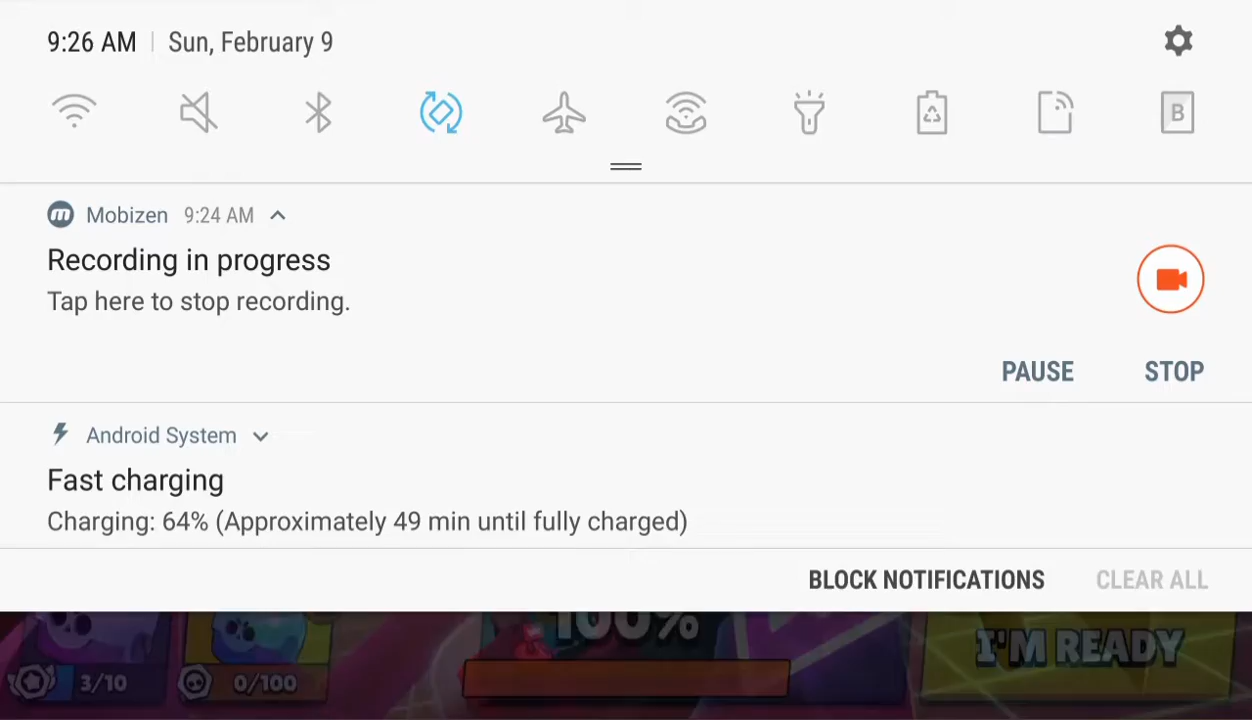 9:26 AM | Sun, February 9
B
Mobizen 9:24 AM
Recording in progress
Tap here to stop recording.
PAUSE STOP
Android System
Fast charging
Charging: 64% (Approximately 49 min until fully charged)
BLOCK NOTIFICATIONS CLEAR ALL
100%
I'M READY
3/10 0/100